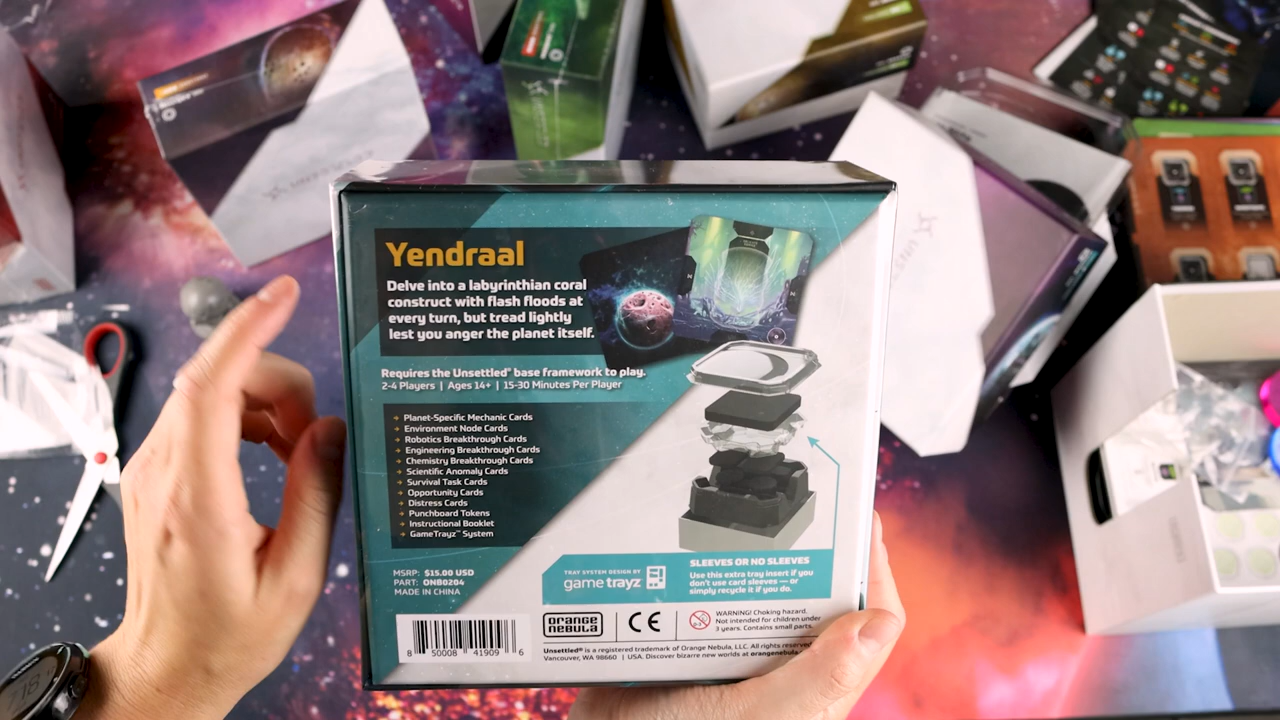 Yendraal
Delve into a labyrinthian coral
construct with flash floods at
every turn, but tread lightly
lest you anger the planet itself.
Requires the Unsettled® base framework to play.
2-4 Players | Ages 14+ | 15-30 Minutes Per Player
Planet-Specific Mechanic Cards
Environment Node Cards
Robotics Breakthrough Cards
Engineering Breakthrough Cards
Chemistry Breakthrough Cards
Scientific Anomaly Cards
Survival Task Cards
Opportunity Cards
Distress Cards
Punchboard Tokens
Instructional Booklet
GameTrayz™ System
MSRP: $15.00 USD
PART: ONB0204
MADE IN CHINA
TRAY SYSTEM DESIGN BY
game trayz
SLEEVES OR NO SLEEVES
Use this extra tray insert if you
don't use card sleeves — or
simply recycle it if you do.
8 50008 41909 6
orange
nebula
CE
WARNING! Choking hazard.
Not intended for children under
3 years. Contains small parts.
Unsettled® is a registered trademark of Orange Nebula, LLC. All rights
Vancouver, WA 98660 | USA. Discover bizarre new worlds at orangenebula